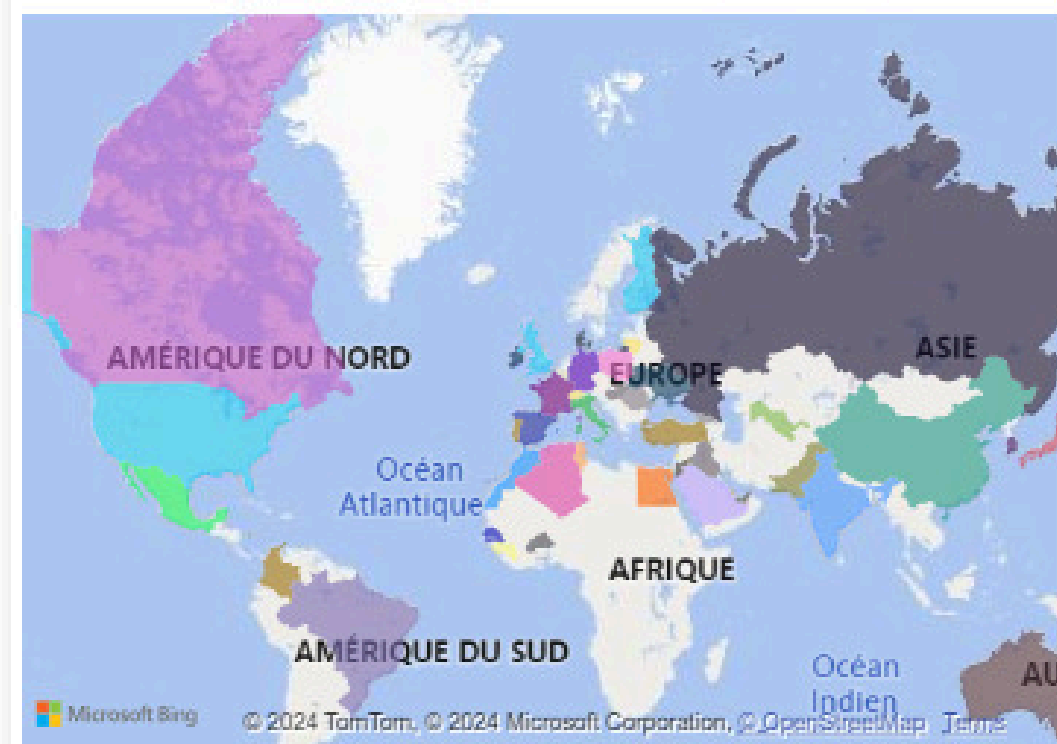 AMÉRIQUE DU NORD
ASIE
EUROPE
Océan
Atlantique
AFRIQUE
AMÉRIQUE DU SUD
Océan
Indien
AU
Microsoft Bing
© 2024 TomTom, © 2024 Microsoft Corporation, © OpenStreetMap Terms